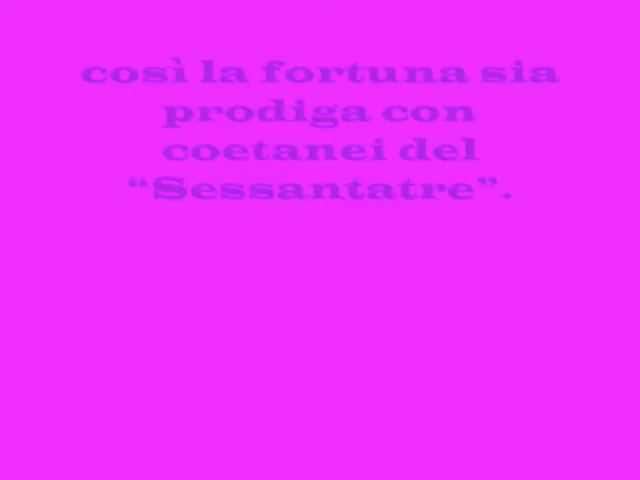 così la fortuna sia
prodiga con
coetanei del
“Sessantatre”.